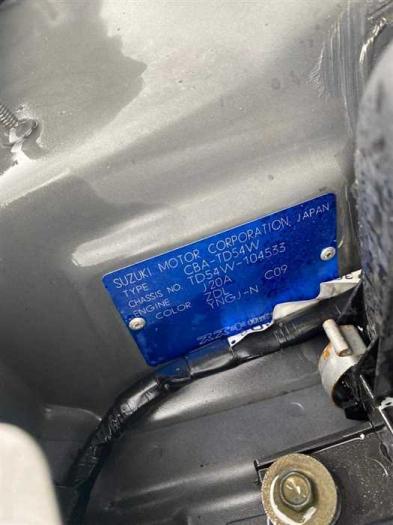 SUZUKI MOTOR CORPORATION, JAPAN
TYPE CBA-TD54W
CHASSIS NO. TD54W-104533
ENGINE J20A C09
COLOR ZDL
YNGJ-N